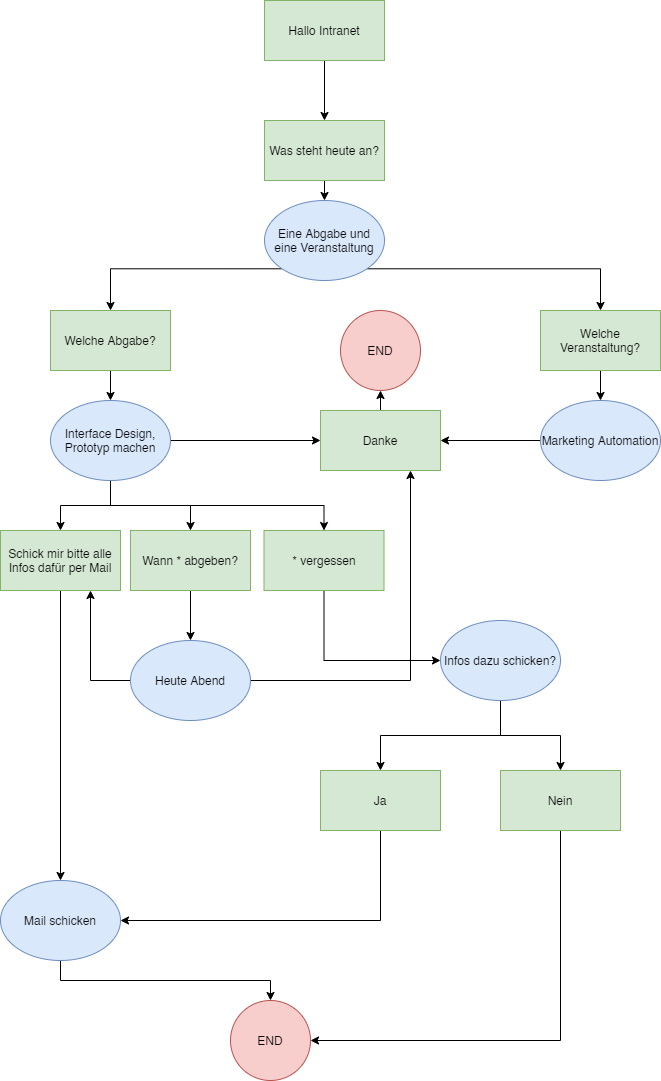 Hallo Intranet
Was steht heute an?
Eine Abgabe und
eine Veranstaltung
Welche Abgabe?
END
Welche
Veranstaltung?
Interface Design,
Prototyp machen
Danke
Marketing Automation
Schick mir bitte alle
Infos dafür per Mail
Wann * abgeben?
* vergessen
Heute Abend
Infos dazu schicken?
Ja
Nein
Mail schicken
END